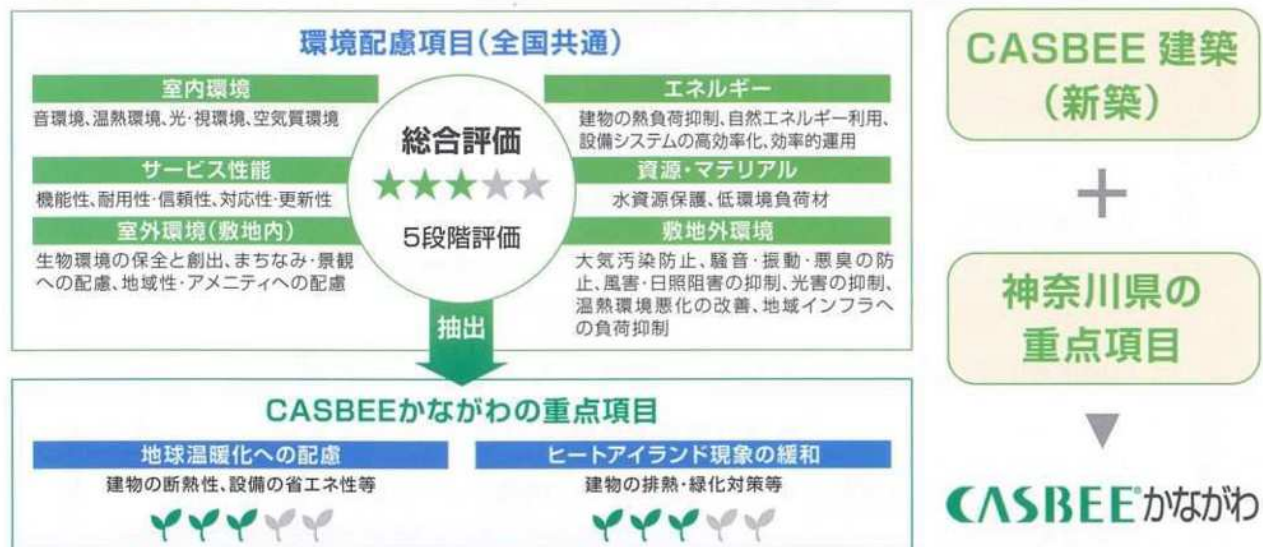 環境配慮項目(全国共通)
室内環境
音環境、温熱環境、光・視環境、空気質環境
サービス性能
機能性、耐用性・信頼性、対応性・更新性
室外環境(敷地内)
生物環境の保全と創出、まちなみ・景観
への配慮、地域性・アメニティへの配慮
総合評価
★★★★★
5段階評価
エネルギー
建物の熱負荷抑制、自然エネルギー利用、
設備システムの高効率化、効率的運用
資源・マテリアル
水資源保護、低環境負荷材
敷地外環境
大気汚染防止、騒音・振動・悪臭の防
止、風害・日照阻害の抑制、光害の抑制、
温熱環境悪化の改善、地域インフラへ
の負荷抑制
抽出
CASBEEかながわの重点項目
地球温暖化への配慮
建物の断熱性、設備の省エネ性等
ヒートアイランド現象の緩和
建物の排熱・緑化対策等
CASBEE 建築
(新築)
+
神奈川県の
重点項目
▼
CASBEE®かながわ